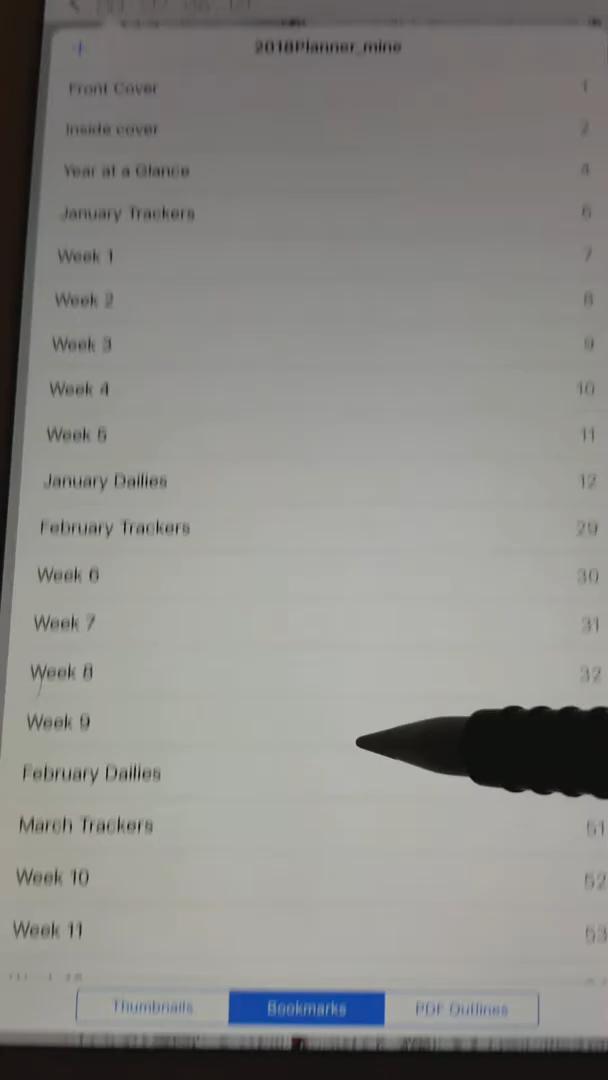 + 2018Planner_mine
Front Cover 1
Inside cover 2
Year at a Glance 4
January Trackers 6
Week 1 7
Week 2 8
Week 3 9
Week 4 10
Week 5 11
January Dailies 12
February Trackers 29
Week 6 30
Week 7 31
Week 8 32
Week 9
February Dailies
March Trackers 51
Week 10 52
Week 11 53
Thumbnails Bookmarks PDF Outlines